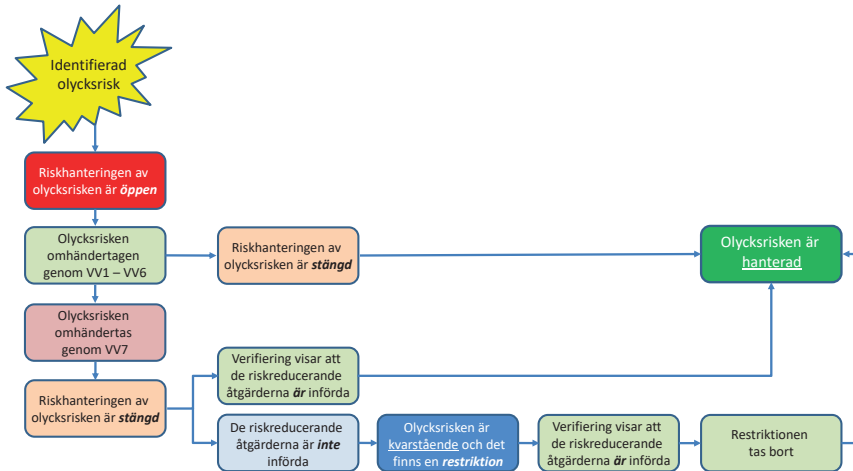 Identifierad
olycksrisk
Riskhanteringen av
olycksrisken är öppen
Olycksrisken
omhändertagen
genom VV1 – VV6
Riskhanteringen av
olycksrisken är stängd
Olycksrisken är
hanterad
Olycksrisken
omhändertas
genom VV7
Riskhanteringen av
olycksrisken är stängd
Verifiering visar att
de riskreducerande
åtgärderna är införda
De riskreducerande
åtgärderna är inte
införda
Olycksrisken är
kvarstående och det
finns en restriktion
Verifiering visar att
de riskreducerande
åtgärderna är införda
Restriktionen
tas bort